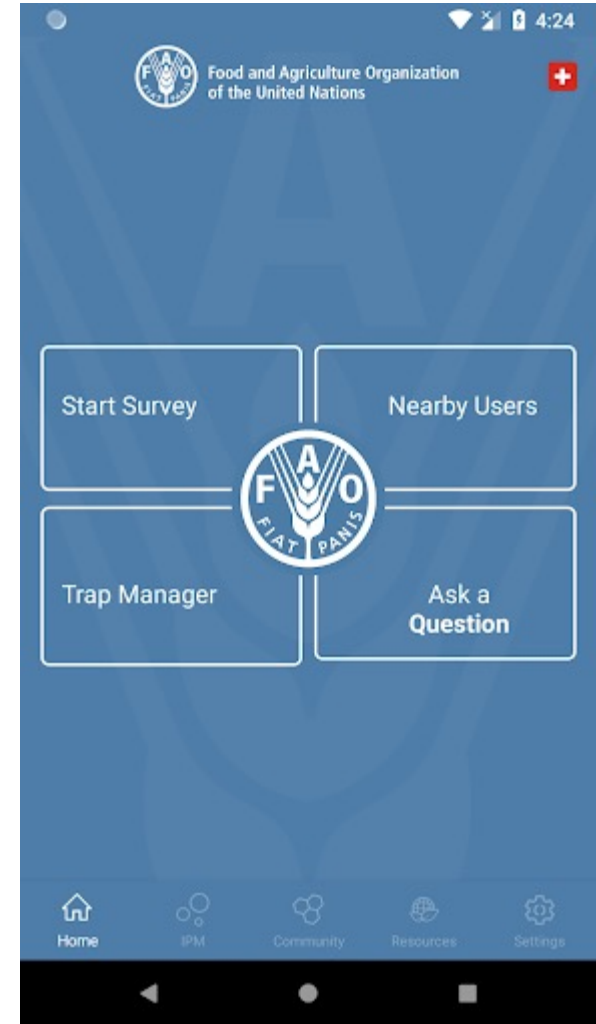 4:24
FAO
FIAT PANIS
Food and Agriculture Organization
of the United Nations
Start Survey
Nearby Users
FAO
FIAT PANIS
Trap Manager
Ask a
Question
Home
IPM
Community
Resources
Settings